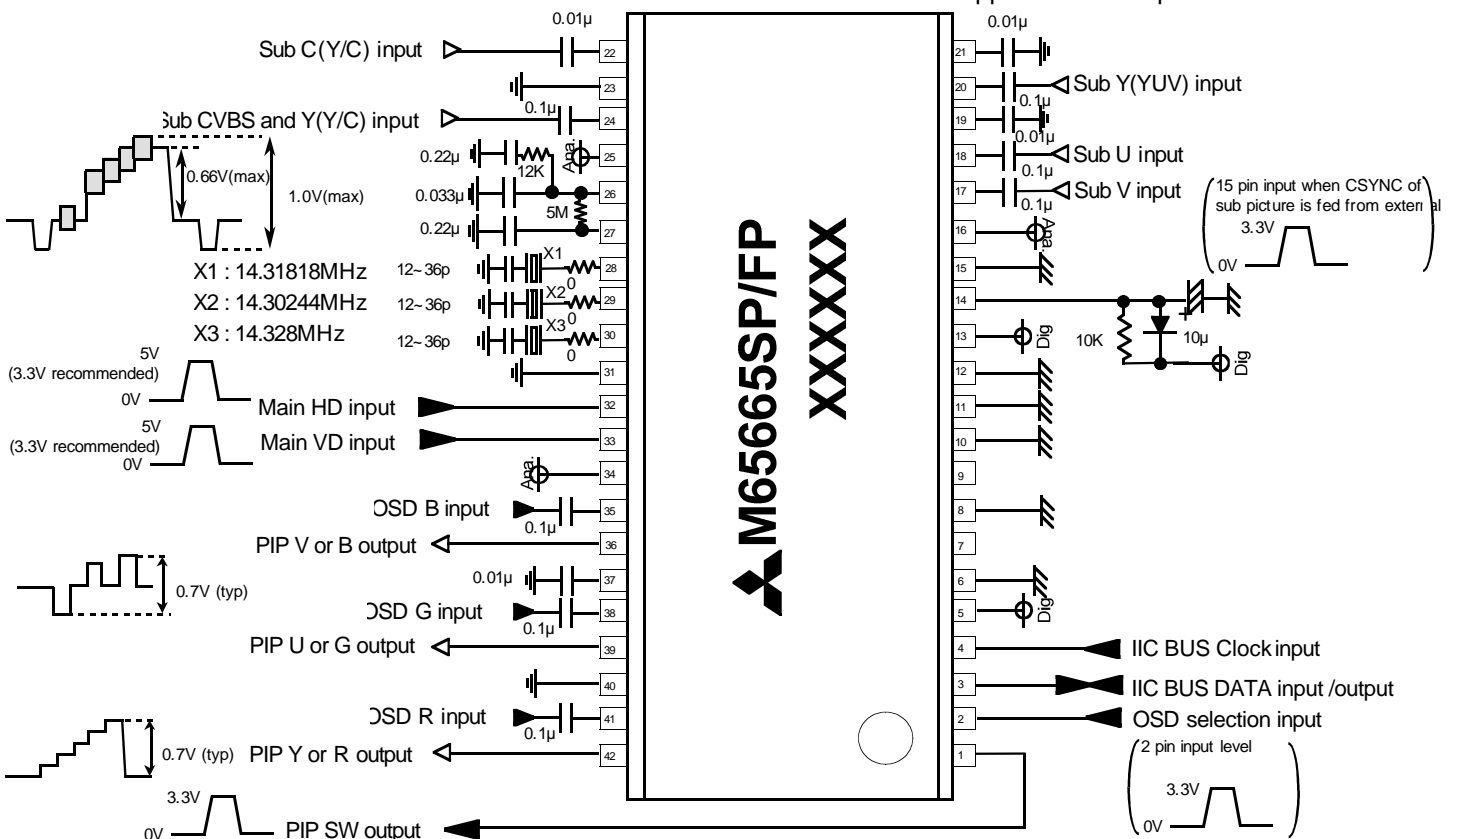 0.01µ
Sub C(Y/C) input
22
23
0.1µ
Sub CVBS and Y(Y/C) input
24
0.66V(max)
1.0V(max)
0.22µ
12K
Ana.
25
0.033µ
26
5M
0.22µ
27
X1 : 14.31818MHz
12~36p
X1
0
28
X2 : 14.30244MHz
12~36p
X2
0
29
X3 : 14.328MHz
12~36p
X3
0
30
31
5V
(3.3V recommended)
0V
Main HD input
32
5V
(3.3V recommended)
0V
Main VD input
33
Ana.
34
OSD B input
0.1µ
35
PIP V or B output
36
0.7V (typ)
0.01µ
37
OSD G input
0.1µ
38
PIP U or G output
39
40
OSD R input
0.1µ
41
0.7V (typ)
PIP Y or R output
42
3.3V
0V
PIP SW output
M65665SP/FP
XXXXXX
0.01µ
21
20
Sub Y(YUV) input
0.1µ
19
0.01µ
18
Sub U input
0.1µ
17
Sub V input
0.1µ
16
Ana.
15 pin input when CSYNC of
sub picture is fed from external
3.3V
0V
15
14
10K
10µ
+
Dig
13
Dig
12
11
10
9
8
7
6
5
Dig
4
IIC BUS Clock input
3
IIC BUS DATA input /output
2
OSD selection input
1
2 pin input level
3.3V
0V